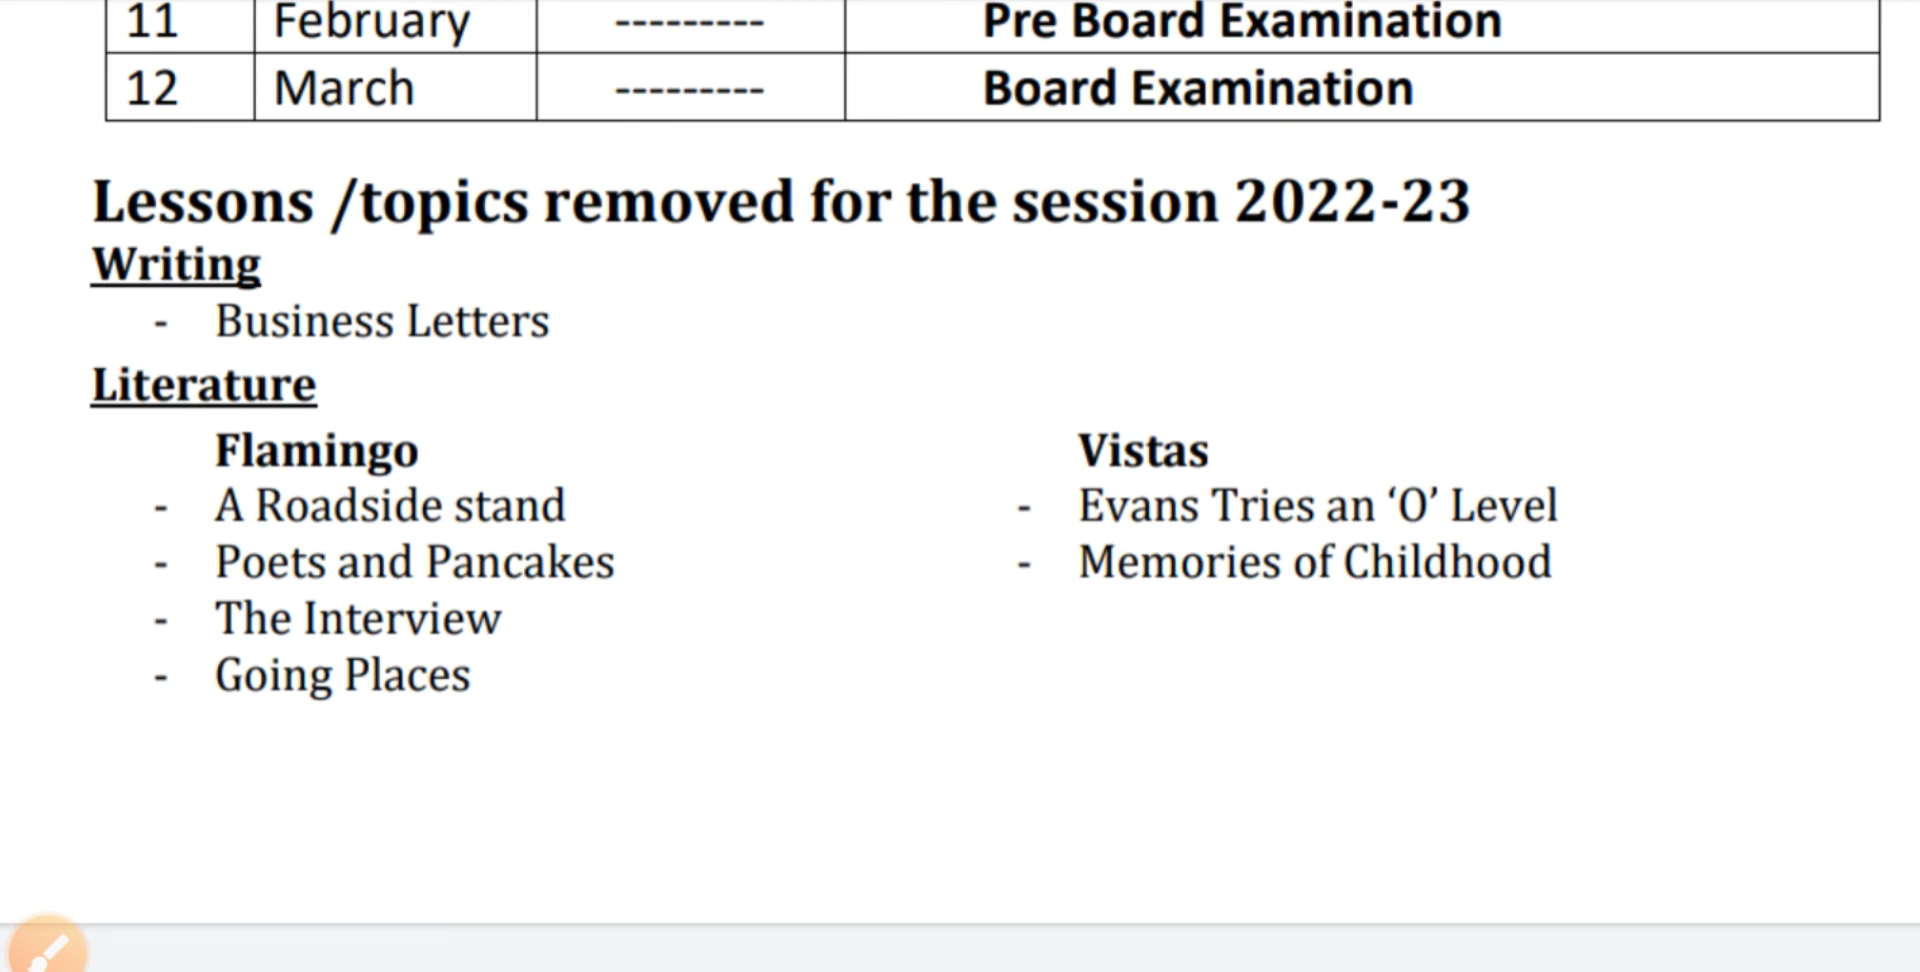 11 February --------- Pre Board Examination
12 March --------- Board Examination
Lessons /topics removed for the session 2022-23
Writing
- Business Letters
Literature
Flamingo Vistas
- A Roadside stand - Evans Tries an ‘O’ Level
- Poets and Pancakes - Memories of Childhood
- The Interview
- Going Places